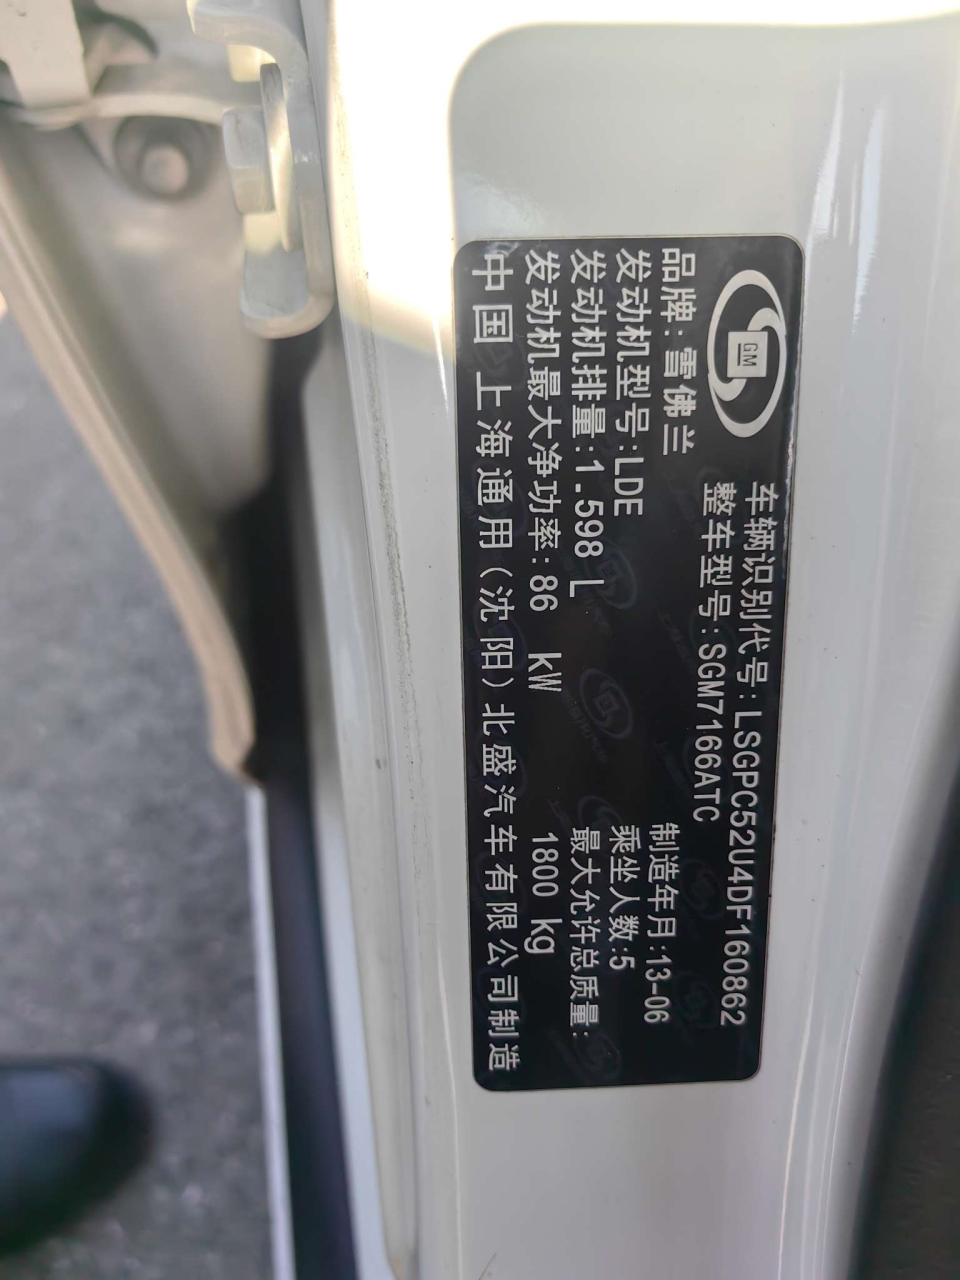 GM
车辆识别代号:LSGPC52U4DF160862
整车型号:SGM7166ATC
品牌:雪佛兰
制造年月:13-06
发动机型号:LDE
乘坐人数:5
发动机排量:1.598 L
最大允许总质量:
发动机最大净功率:86 kW
1800 kg
中国 上海通用(沈阳)北盛汽车有限公司制造